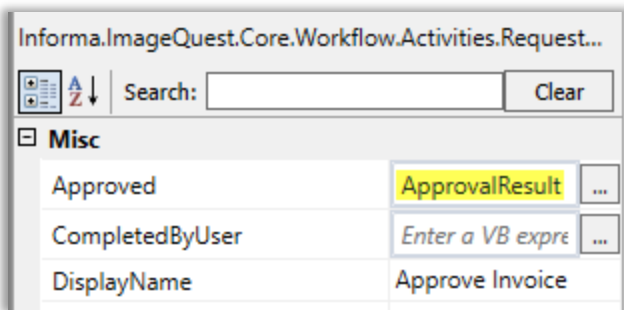 Informa.ImageQuest.Core.Workflow.Activities.Request...
A Z Search: Clear
Misc
Approved ApprovalResult ...
CompletedByUser Enter a VB expre ...
DisplayName Approve Invoice